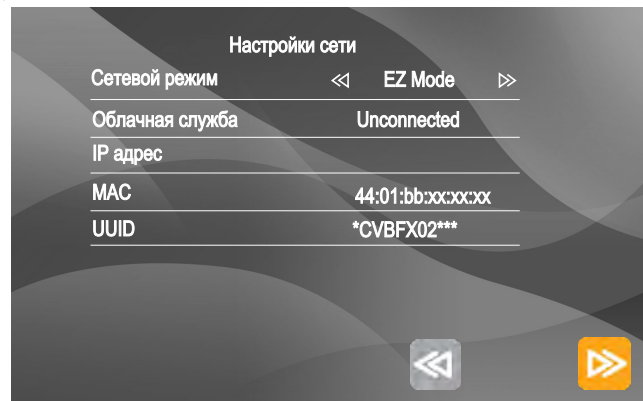 Настройки сети
Сетевой режим EZ Mode
Облачная служба Unconnected
IP адрес
MAC 44:01:bb:xx:xx:xx
UUID *CVBFX02***